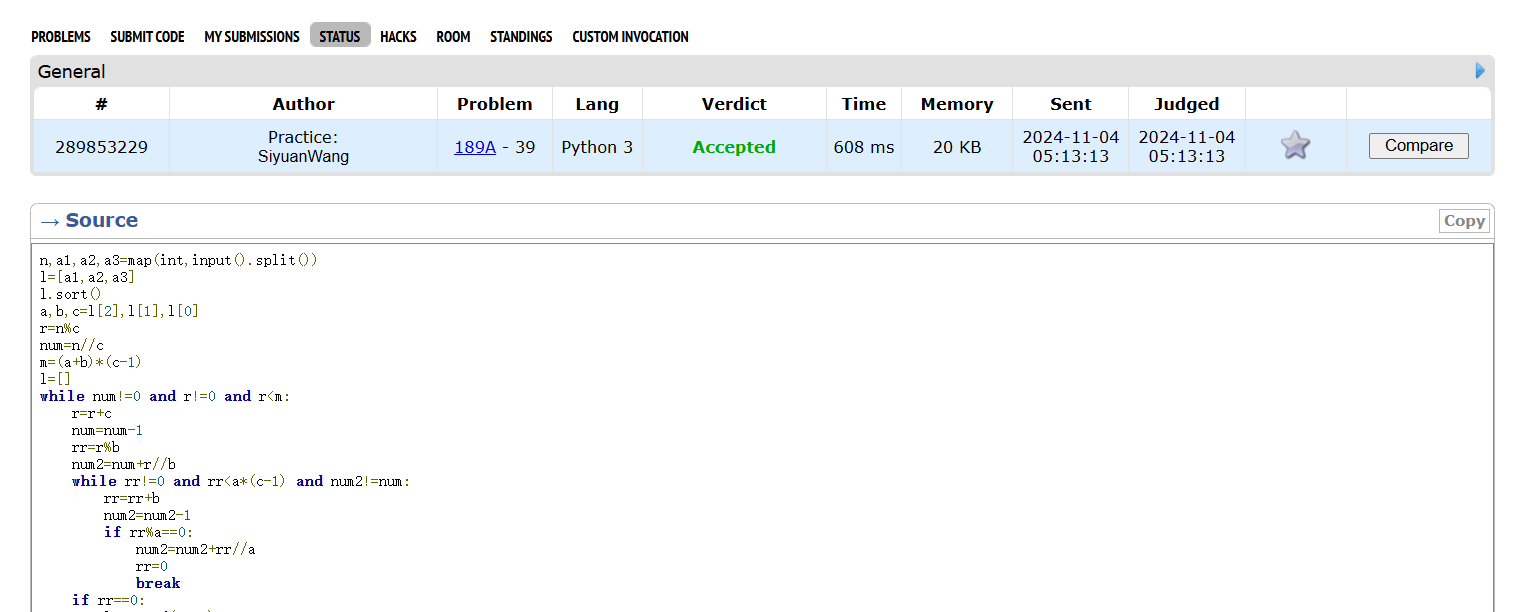 PROBLEMS SUBMIT CODE MY SUBMISSIONS STATUS HACKS ROOM STANDINGS CUSTOM INVOCATION
General
# Author Problem Lang Verdict Time Memory Sent Judged
289853229 Practice: SiyuanWang 189A - 39 Python 3 Accepted 608 ms 20 KB 2024-11-04 05:13:13 2024-11-04 05:13:13 Compare
→ Source Copy
n,a1,a2,a3=map(int,input().split())
l=[a1,a2,a3]
l.sort()
a,b,c=l[2],l[1],l[0]
r=n%c
num=n//c
m=(a+b)*(c-1)
l=[]
while num!=0 and r!=0 and r<m:
    r=r+c
    num=num-1
    rr=r%b
    num2=num+r//b
    while rr!=0 and rr<a*(c-1) and num2!=num:
        rr=rr+b
        num2=num2-1
        if rr%a==0:
            num2=num2+rr//a
            rr=0
            break
    if rr==0: